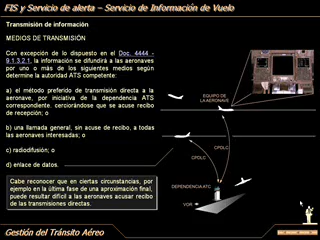 FIS y Servicio de alerta – Servicio de Información de Vuelo
Transmisión de información
MEDIOS DE TRANSMISIÓN
Con excepción de lo dispuesto en el Doc. 4444 -
9.1.3.2.1, la información se difundirá a las aeronaves
por uno o más de los siguientes medios según
determine la autoridad ATS competente:
a) el método preferido de transmisión directa a la
aeronave, por iniciativa de la dependencia ATS
correspondiente, cerciorándose que se acuse recibo
de recepción; o
b) una llamada general, sin acuse de recibo, a todas
las aeronaves interesadas; o
c) radiodifusión; o
d) enlace de datos.
Cabe reconocer que en ciertas circunstancias, por
ejemplo en la última fase de una aproximación final,
puede resultar difícil a las aeronaves acusar recibo
de las transmisiones directas.
EQUIPO DE
LA AERONAVE
CPDLC
CPDLC
DEPENDENCIA ATC
VOR
Gestión del Tránsito Aéreo